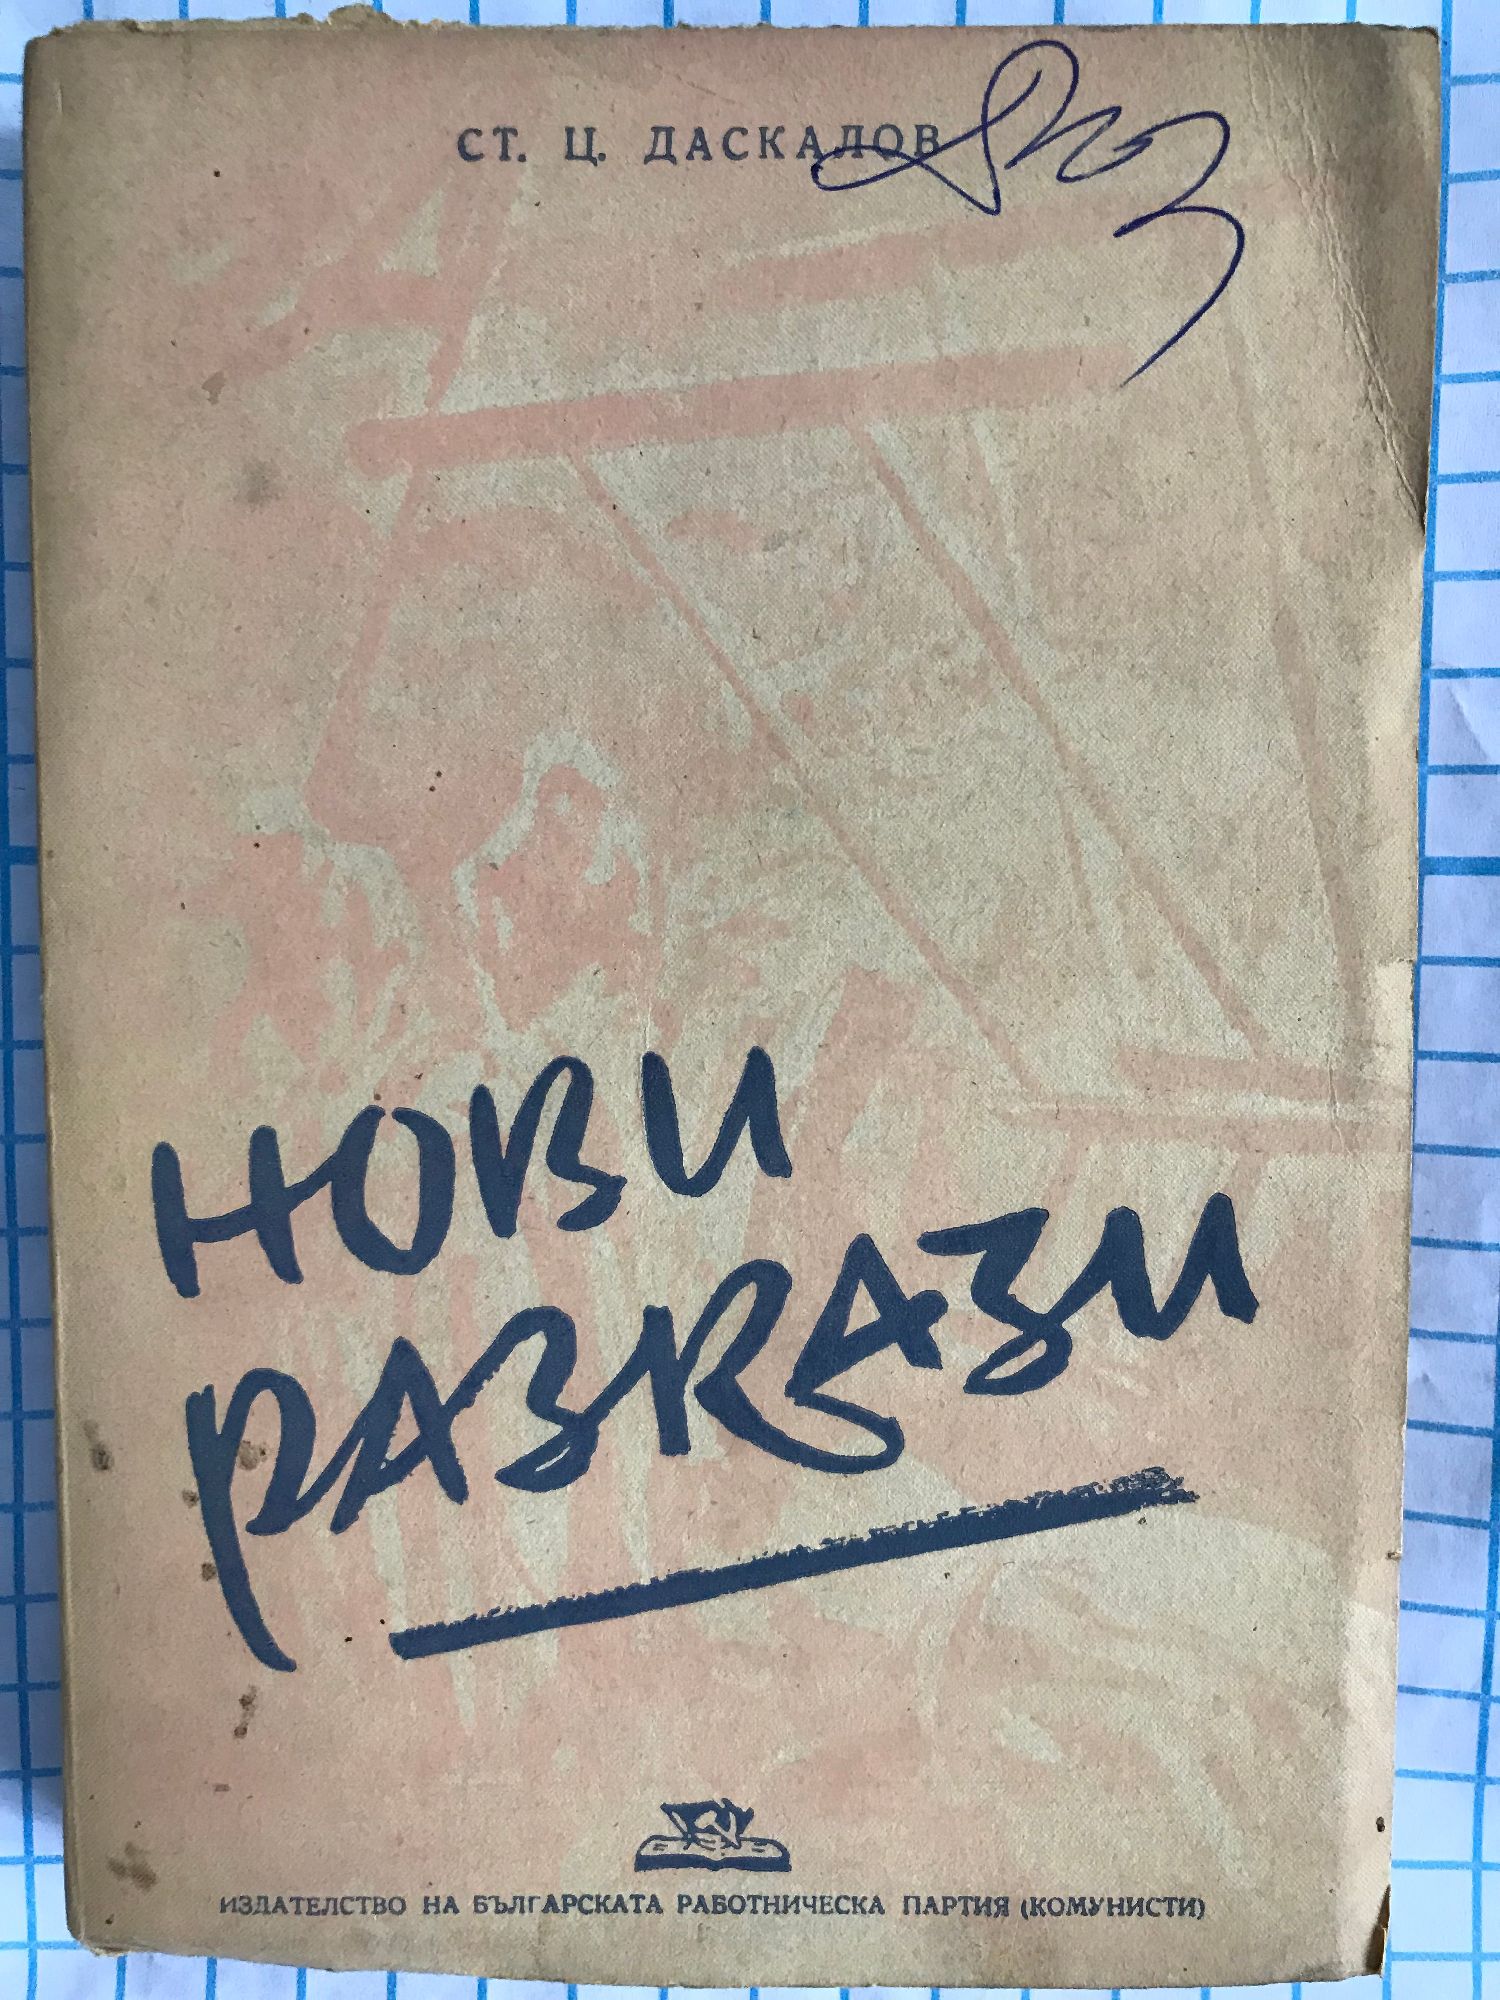 СТ. Ц. ДАСКАЛОВ
НОВИ
РАЗКАЗИ
ИЗДАТЕЛСТВО НА БЪЛГАРСКАТА РАБОТНИЧЕСКА ПАРТИЯ (КОМУНИСТИ)